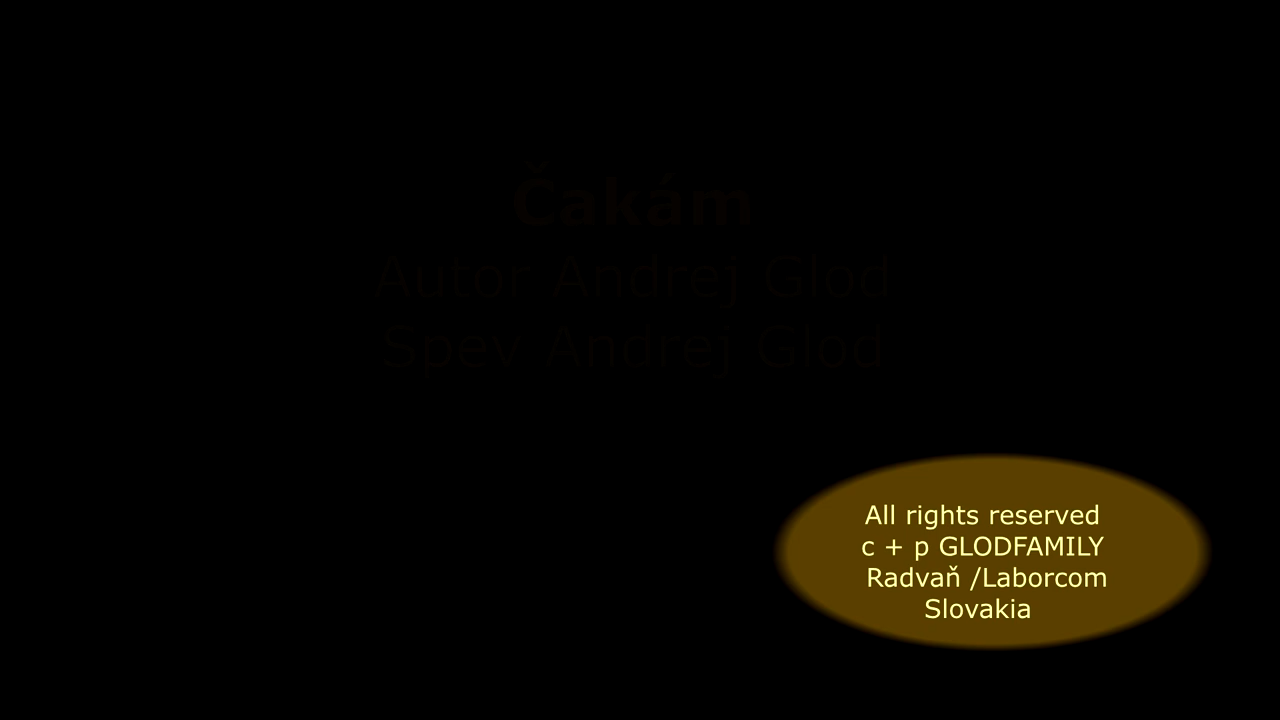 Čakám
Autor Andrej Glod
Spev Andrej Glod
All rights reserved
c + p GLODFAMILY
Radvaň /Laborcom
Slovakia